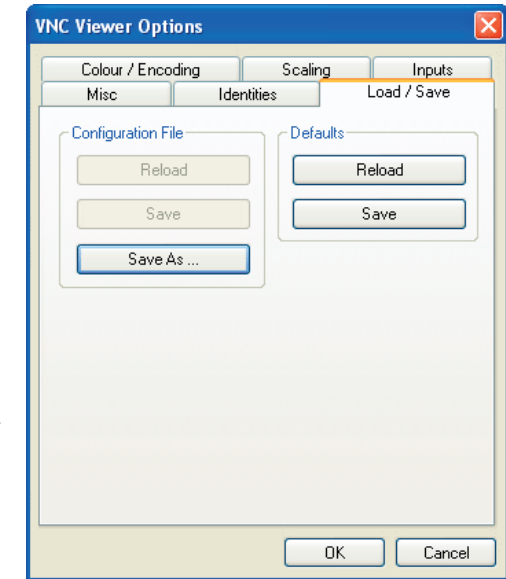 VNC Viewer Options
Colour / Encoding Scaling Inputs
Misc Identities Load / Save
Configuration File
Reload
Save
Save As ...
Defaults
Reload
Save
OK Cancel